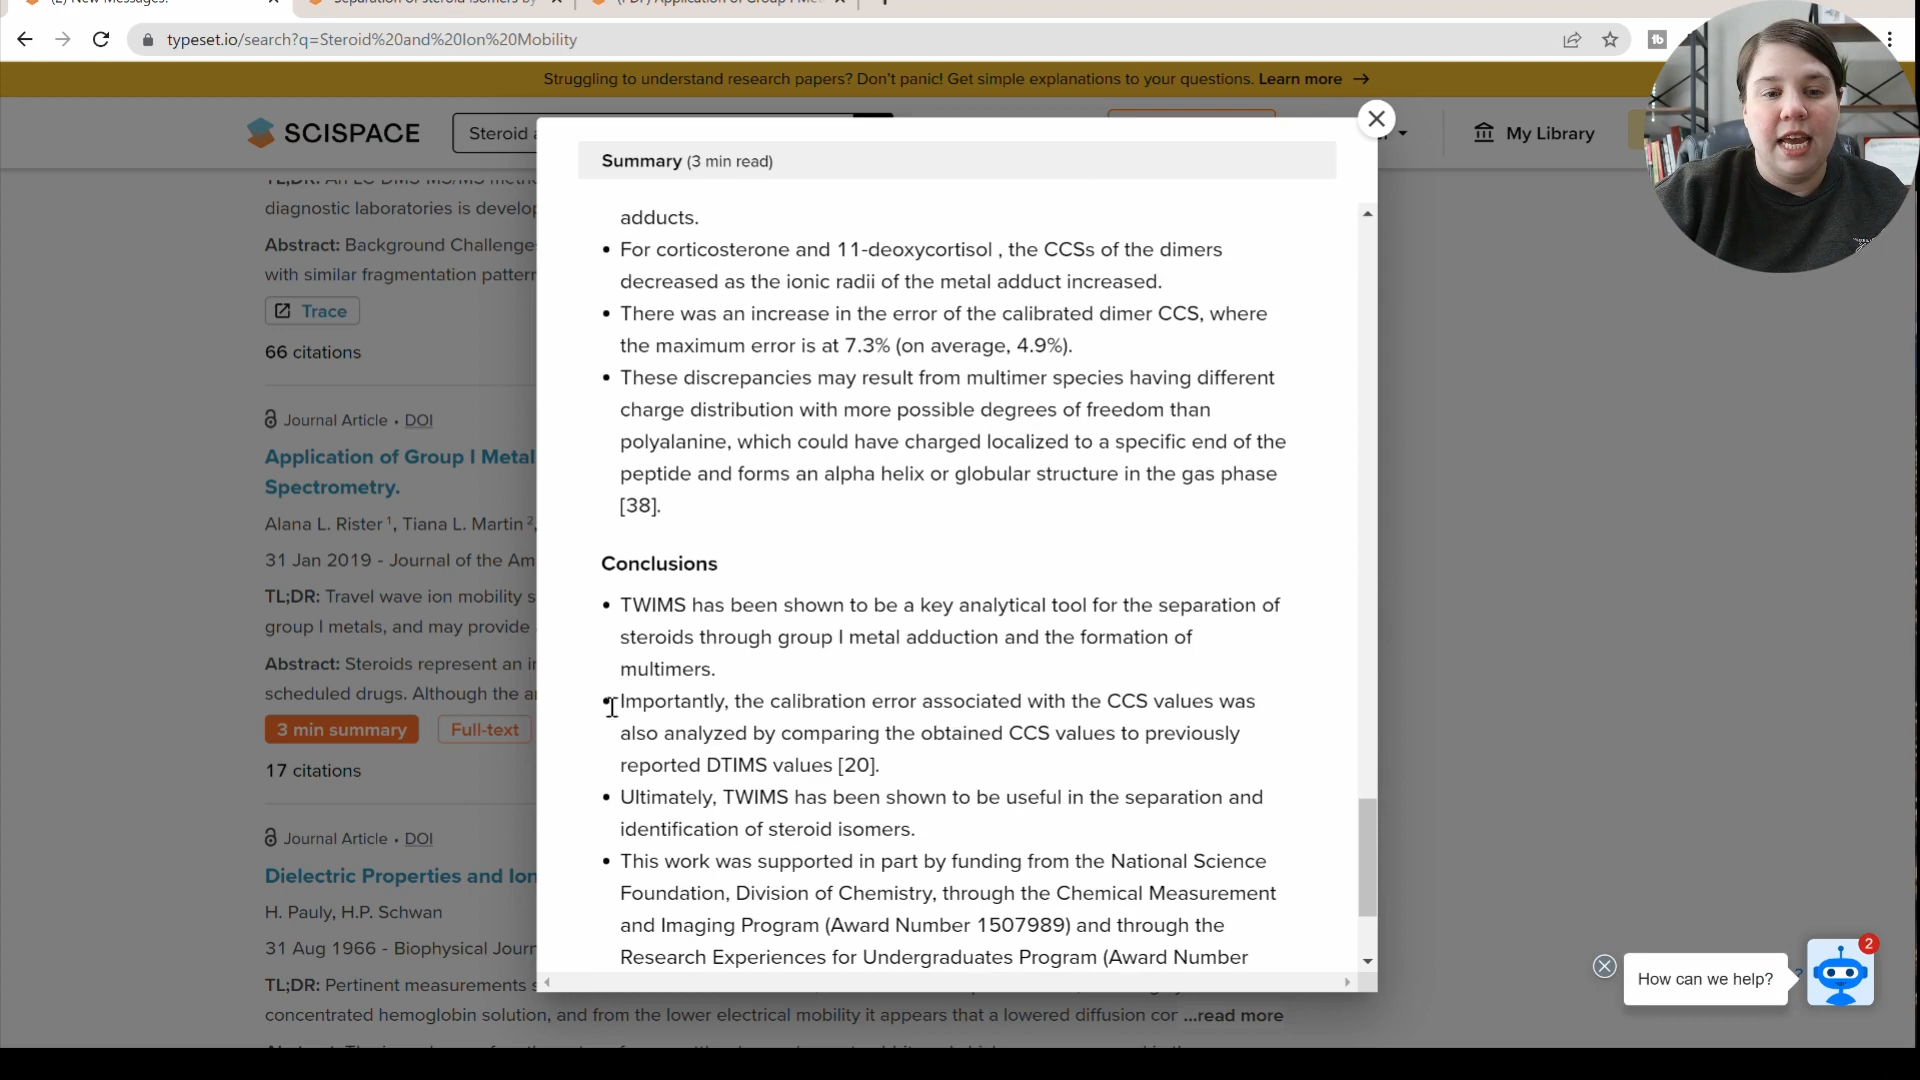 (2) New Messages!
Separation of steroid isomers by
(PDF) Application of Group I Met
typeset.io/search?q=Steroid%20and%20Ion%20Mobility
Struggling to understand research papers? Don't panic! Get simple explanations to your questions. Learn more →
SCISPACE
Steroid
My Library
Summary (3 min read)
diagnostic laboratories is develop
Abstract: Background Challenge
with similar fragmentation pattern
Trace
66 citations
Journal Article • DOI
Application of Group I Metal
Spectrometry.
Alana L. Rister 1, Tiana L. Martin 2,
31 Jan 2019 - Journal of the Am
TL;DR: Travel wave ion mobility s
group I metals, and may provide
Abstract: Steroids represent an i
scheduled drugs. Although the a
3 min summary
Full-text
17 citations
Journal Article • DOI
Dielectric Properties and Ion
H. Pauly, H.P. Schwan
31 Aug 1966 - Biophysical Journ
TL;DR: Pertinent measurements
concentrated hemoglobin solution, and from the lower electrical mobility it appears that a lowered diffusion cor ...read more
adducts.
• For corticosterone and 11-deoxycortisol , the CCSs of the dimers
decreased as the ionic radii of the metal adduct increased.
• There was an increase in the error of the calibrated dimer CCS, where
the maximum error is at 7.3% (on average, 4.9%).
• These discrepancies may result from multimer species having different
charge distribution with more possible degrees of freedom than
polyalanine, which could have charged localized to a specific end of the
peptide and forms an alpha helix or globular structure in the gas phase
[38].
Conclusions
• TWIMS has been shown to be a key analytical tool for the separation of
steroids through group I metal adduction and the formation of
multimers.
• Importantly, the calibration error associated with the CCS values was
also analyzed by comparing the obtained CCS values to previously
reported DTIMS values [20].
• Ultimately, TWIMS has been shown to be useful in the separation and
identification of steroid isomers.
• This work was supported in part by funding from the National Science
Foundation, Division of Chemistry, through the Chemical Measurement
and Imaging Program (Award Number 1507989) and through the
Research Experiences for Undergraduates Program (Award Number
How can we help?
2